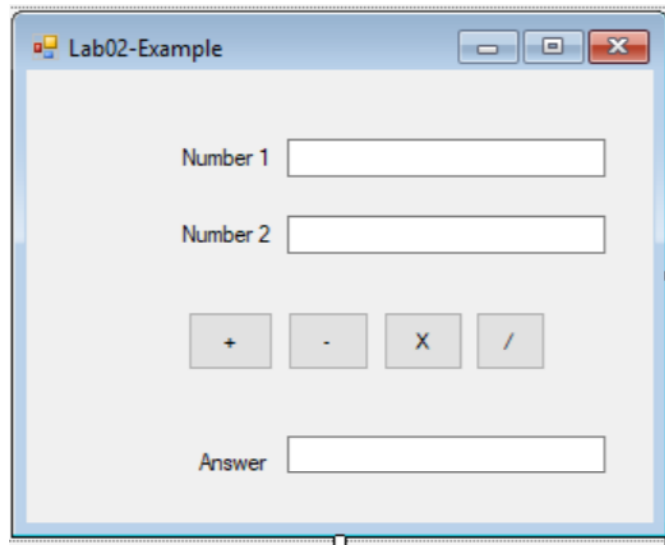 Lab02-Example
Number 1
Number 2
+ - X /
Answer